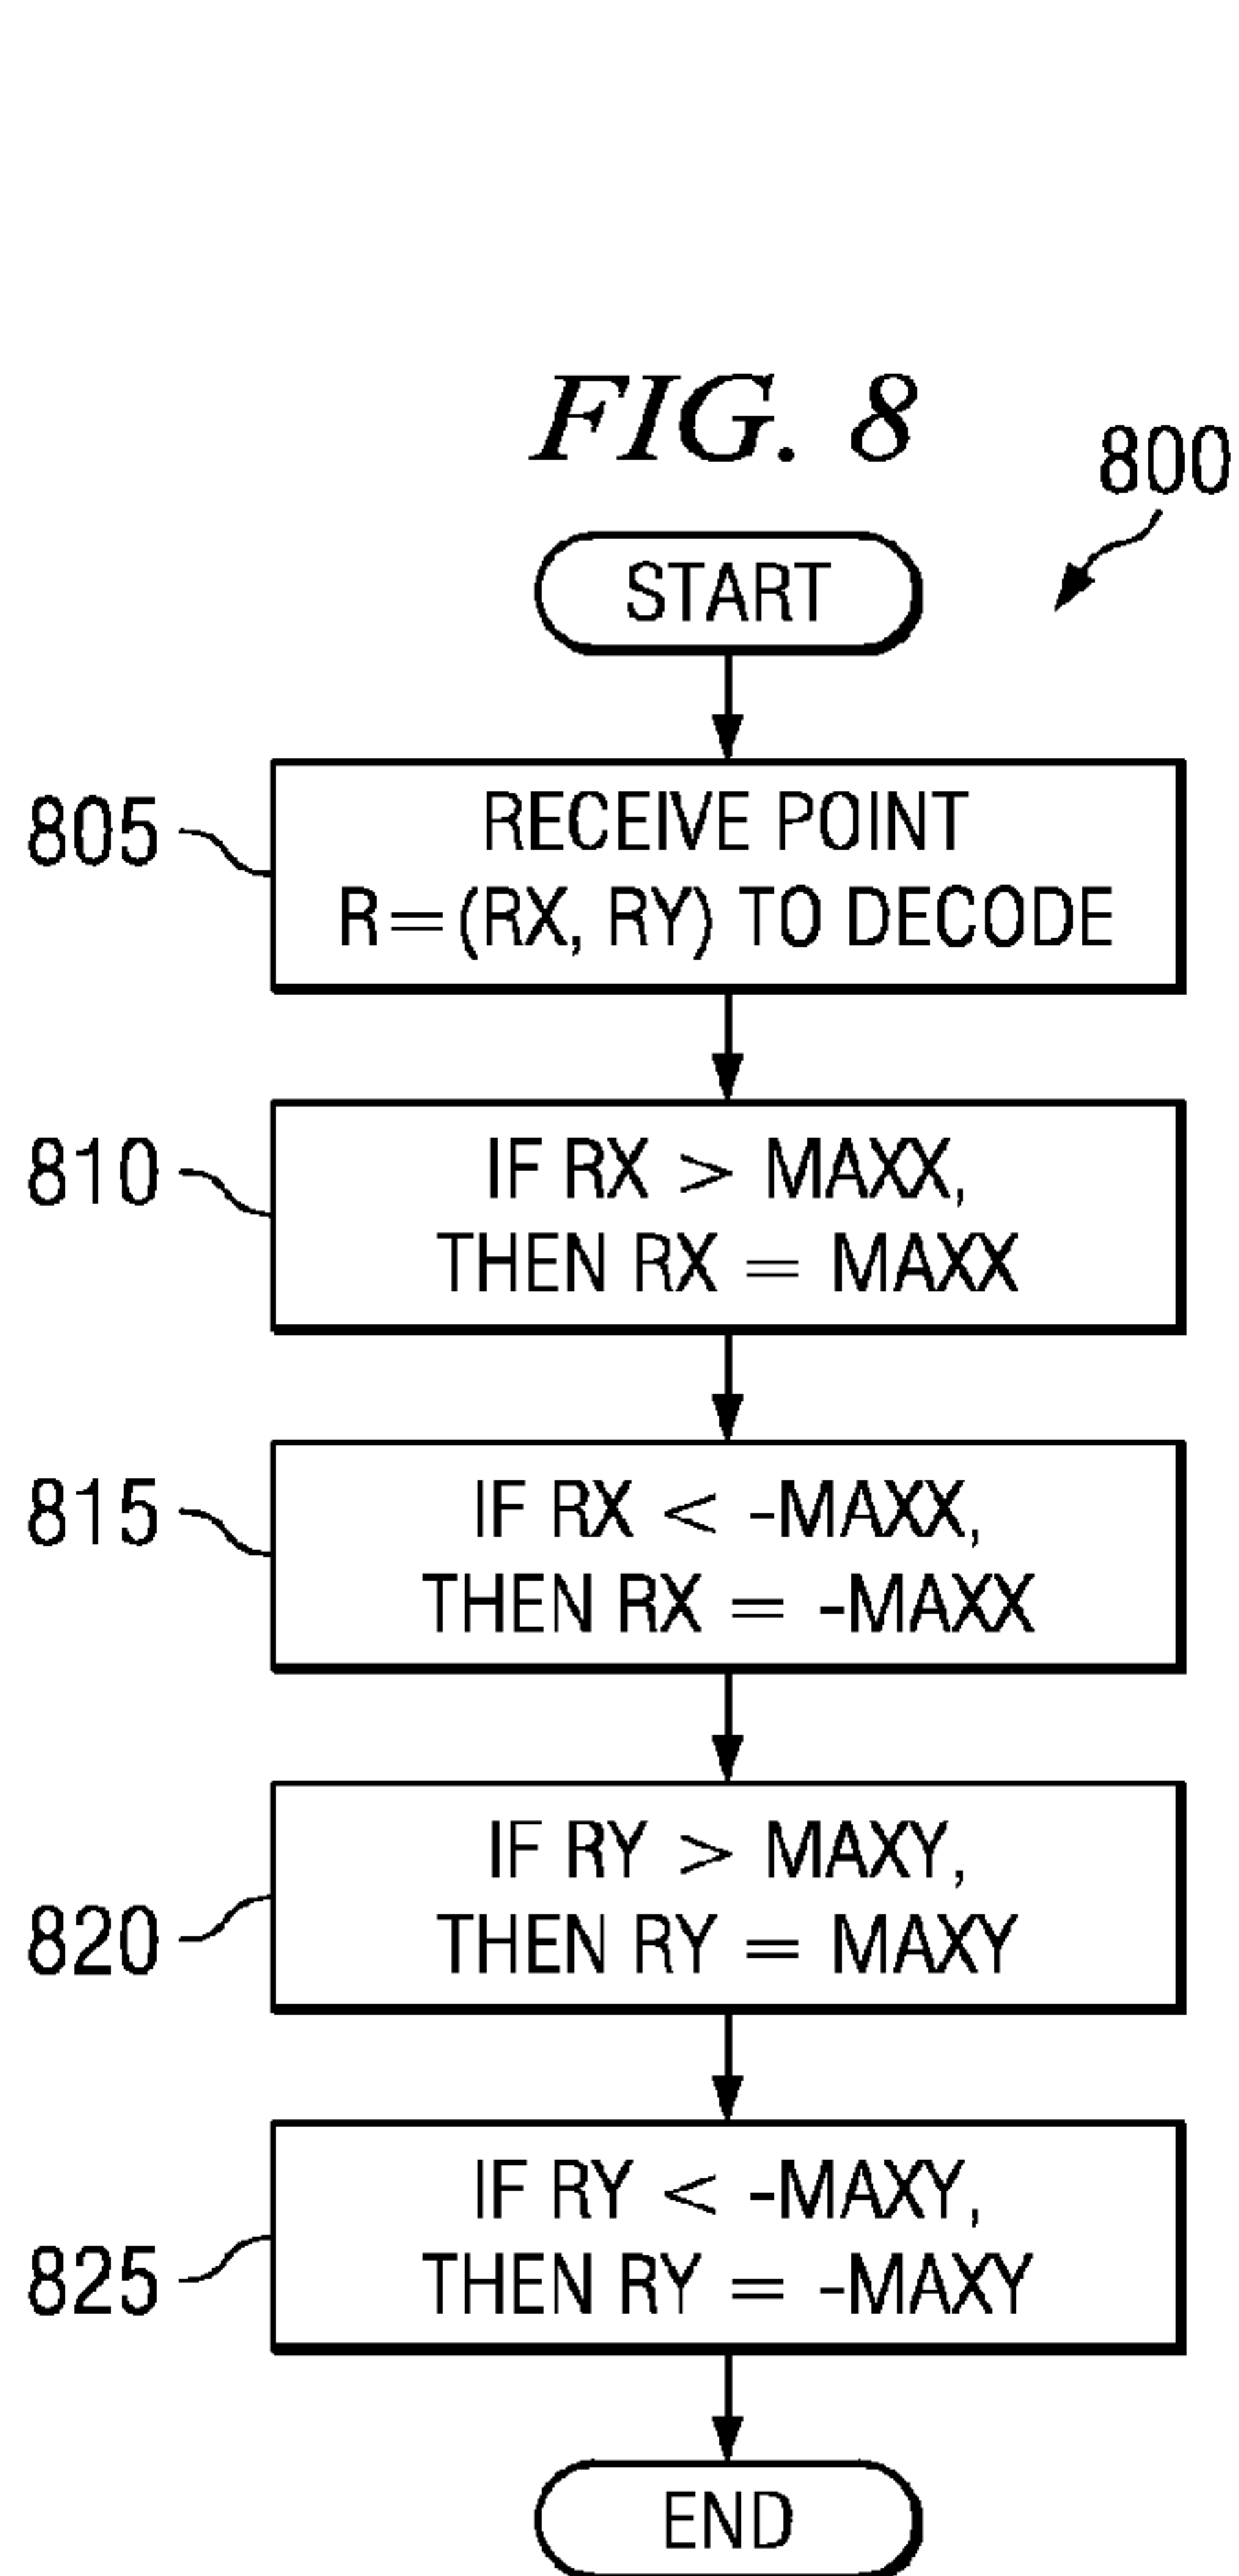 FIG. 8
800
START
805
RECEIVE POINT
R=(RX, RY) TO DECODE
810
IF RX > MAXX,
THEN RX = MAXX
815
IF RX < -MAXX,
THEN RX = -MAXX
820
IF RY > MAXY,
THEN RY = MAXY
825
IF RY < -MAXY,
THEN RY = -MAXY
END